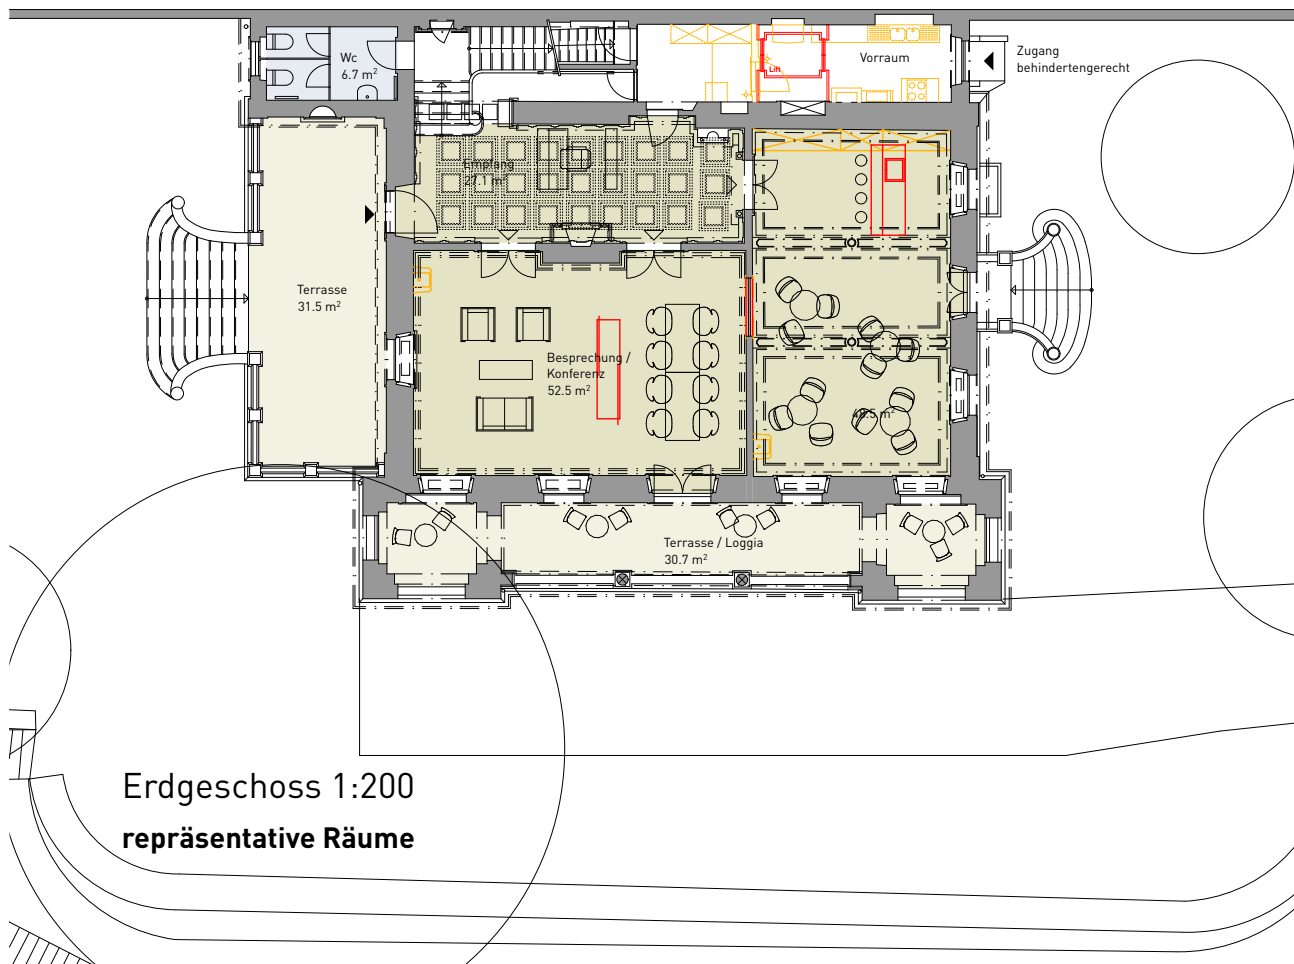 Wc
6.7 m²
Lift
Vorraum
Zugang
behindertengerecht
Empfang
27.1 m²
Terrasse
31.5 m²
Besprechung /
Konferenz
52.5 m²
Terrasse / Loggia
30.7 m²
Erdgeschoss 1:200
repräsentative Räume